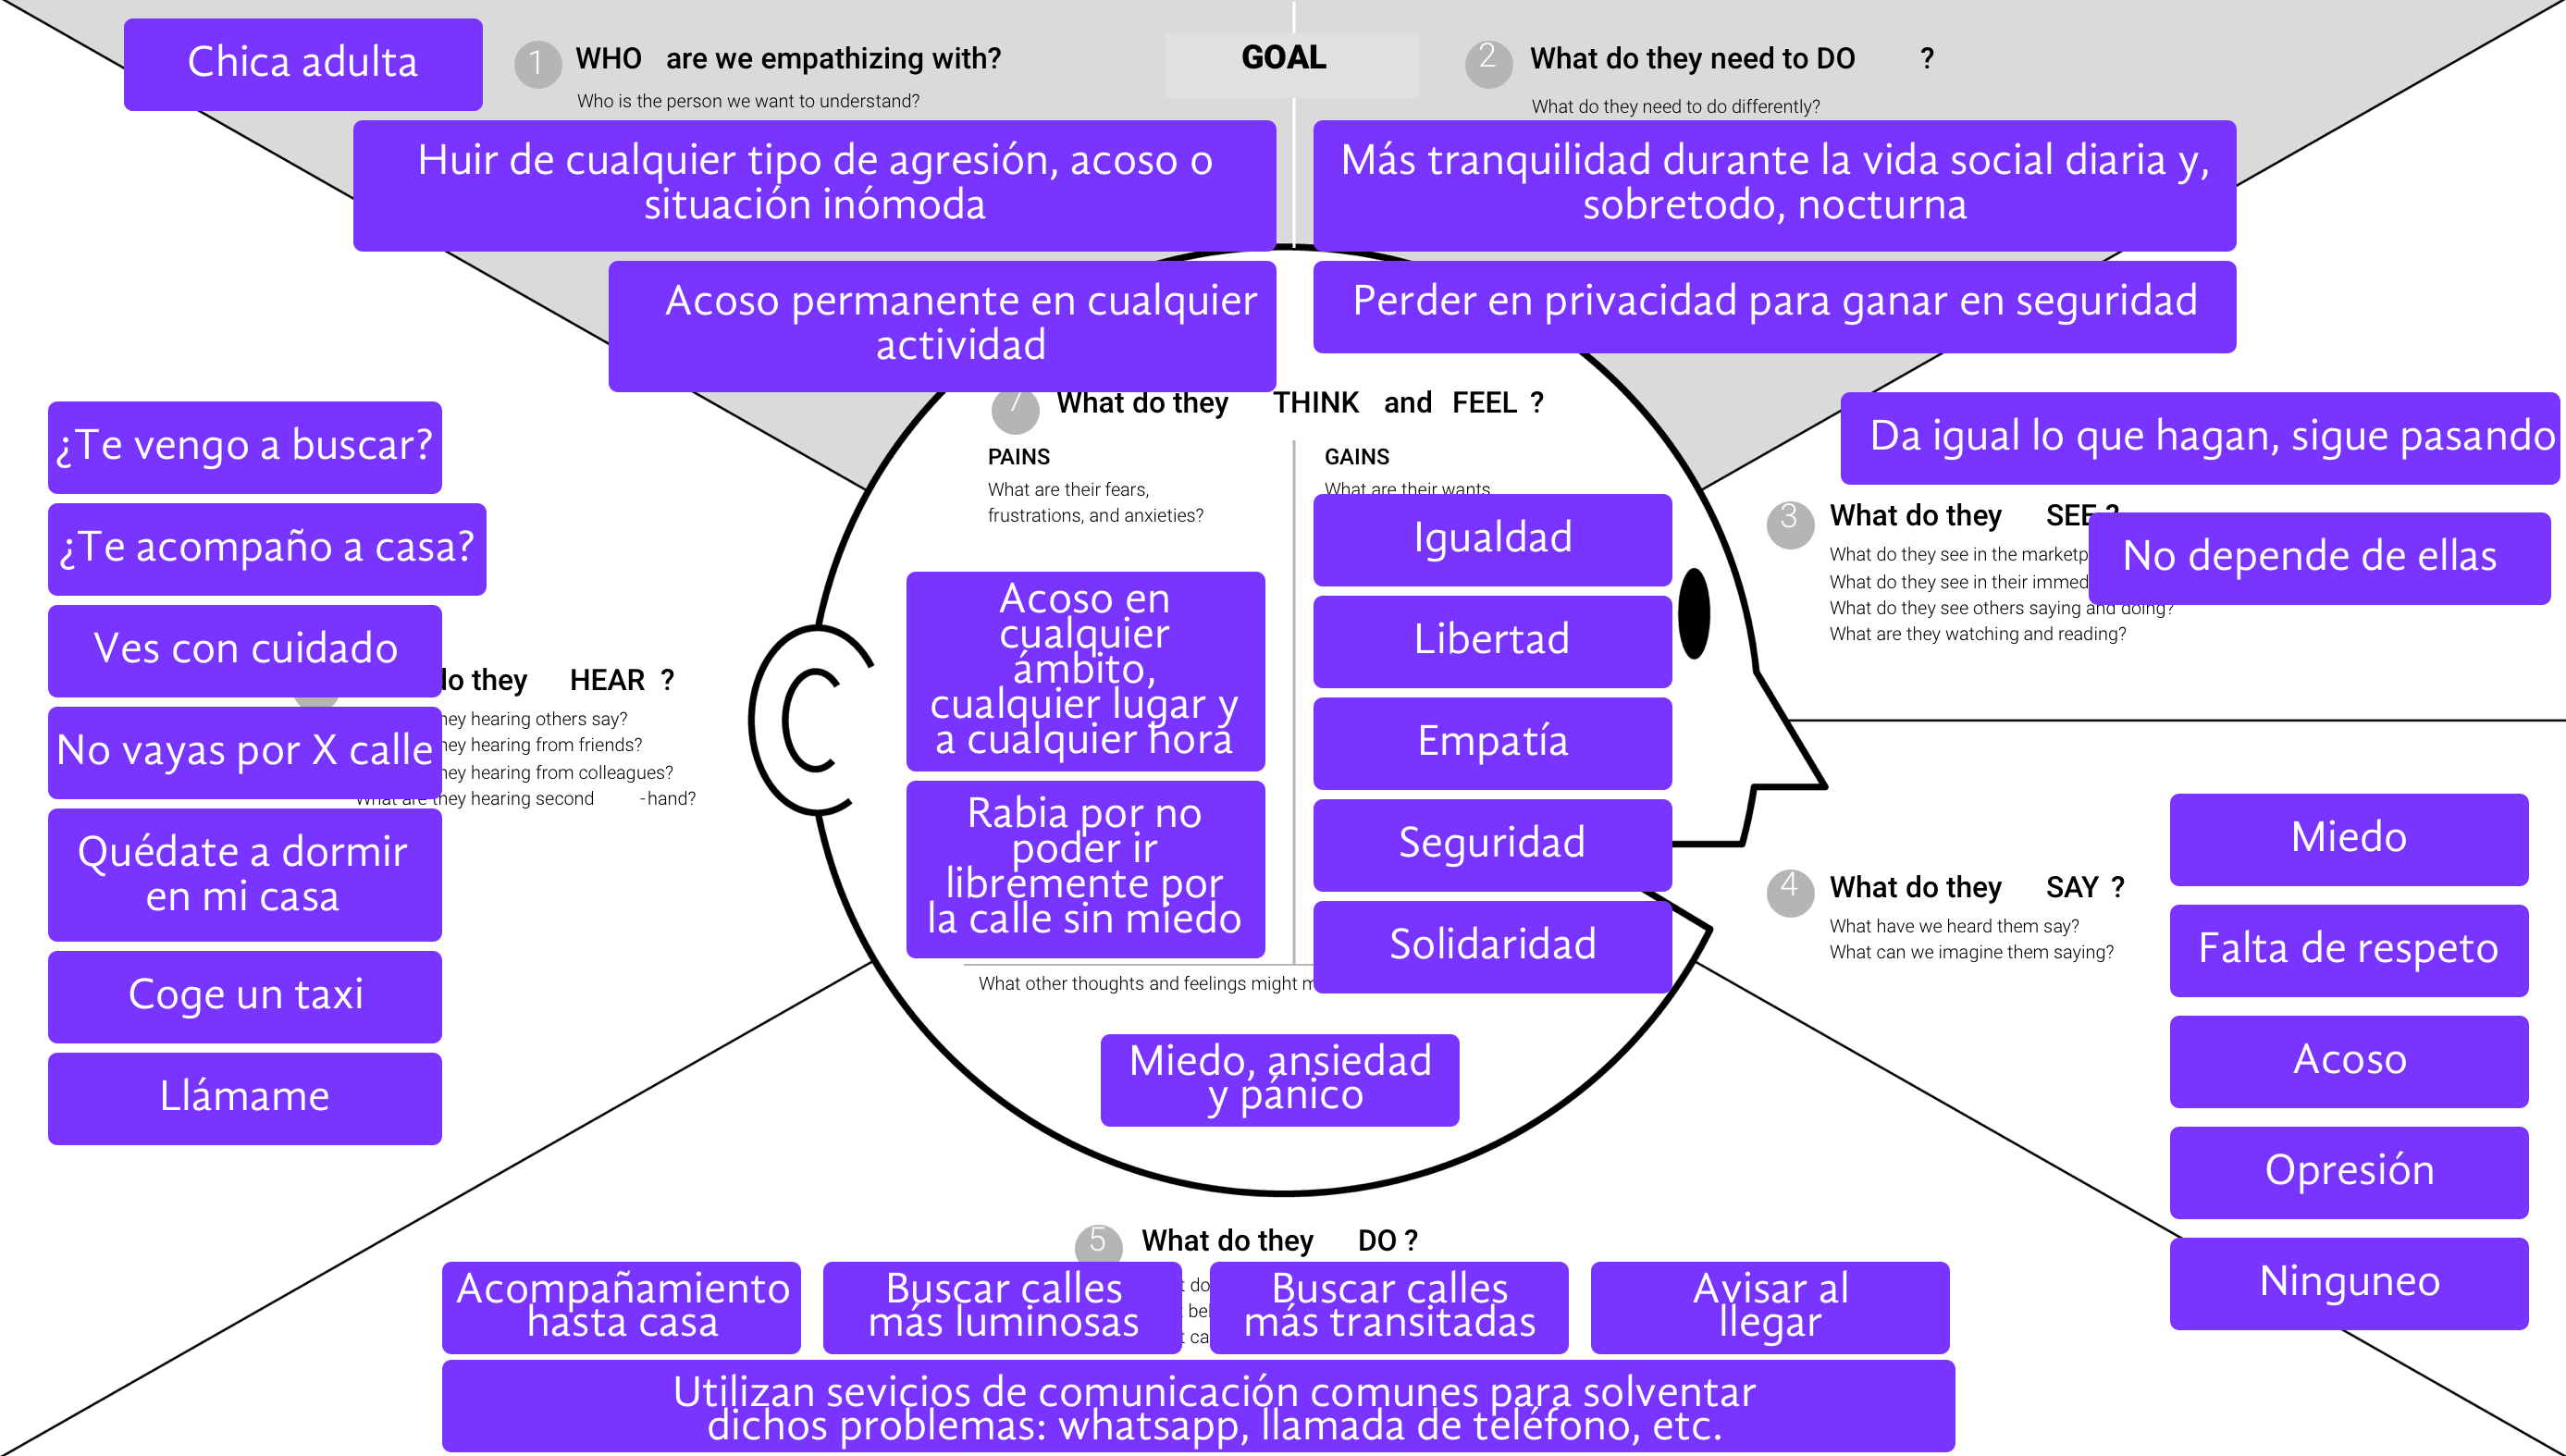 Chica adulta
1 WHO are we empathizing with?
Who is the person we want to understand?
GOAL
2 What do they need to DO ?
What do they need to do differently?
Huir de cualquier tipo de agresión, acoso o
situación inómoda
Más tranquilidad durante la vida social diaria y,
sobretodo, nocturna
Acoso permanente en cualquier
actividad
Perder en privacidad para ganar en seguridad
7 What do they THINK and FEEL ?
PAINS
What are their fears,
frustrations, and anxieties?
Acoso en
cualquier
ámbito,
cualquier lugar y
a cualquier hora
Rabia por no
poder ir
libremente por
la calle sin miedo
GAINS
What are their wants
Igualdad
Libertad
Empatía
Seguridad
Solidaridad
What other thoughts and feelings might
Miedo, ansiedad
y pánico
Da igual lo que hagan, sigue pasando
3 What do they SEE ?
No depende de ellas
What do they see in the
What do they see in their
What do they see others saying and doing?
What are they watching and reading?
4 What do they SAY ?
What have we heard them say?
What can we imagine them saying?
Miedo
Falta de respeto
Acoso
Opresión
Ninguneo
5 What do they DO ?
Acompañamiento
hasta casa
Buscar calles
más luminosas
Buscar calles
más transitadas
Avisar al
llegar
Utilizan sevicios de comunicación comunes para solventar
dichos problemas: whatsapp, llamada de teléfono, etc.
¿Te vengo a buscar?
¿Te acompaño a casa?
Ves con cuidado
No vayas por X calle
Quédate a dormir
en mi casa
Coge un taxi
Llámame
do they HEAR ?
they hearing others say?
they hearing from friends?
they hearing from colleagues?
What are they hearing second -hand?